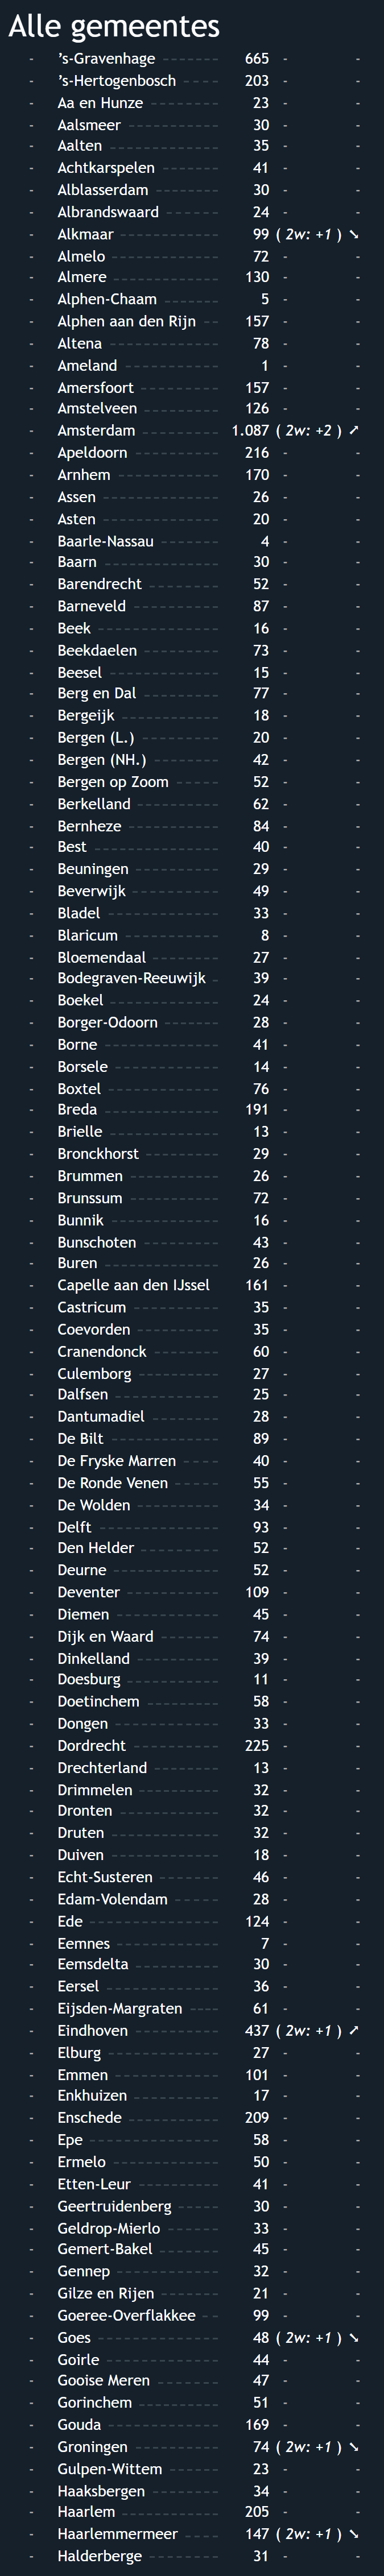 Alle gemeentes
- 's-Gravenhage 665 - -
- 's-Hertogenbosch 203 - -
- Aa en Hunze 23 - -
- Aalsmeer 30 - -
- Aalten 35 - -
- Achtkarspelen 41 - -
- Alblasserdam 30 - -
- Albrandswaard 24 - -
- Alkmaar 99 ( 2w: +1 ) ➘
- Almelo 72 - -
- Almere 130 - -
- Alphen-Chaam 5 - -
- Alphen aan den Rijn 157 - -
- Altena 78 - -
- Ameland 1 - -
- Amersfoort 157 - -
- Amstelveen 126 - -
- Amsterdam 1.087 ( 2w: +2 ) ➚
- Apeldoorn 216 - -
- Arnhem 170 - -
- Assen 26 - -
- Asten 20 - -
- Baarle-Nassau 4 - -
- Baarn 30 - -
- Barendrecht 52 - -
- Barneveld 87 - -
- Beek 16 - -
- Beekdaelen 73 - -
- Beesel 15 - -
- Berg en Dal 77 - -
- Bergeijk 18 - -
- Bergen (L.) 20 - -
- Bergen (NH.) 42 - -
- Bergen op Zoom 52 - -
- Berkelland 62 - -
- Bernheze 84 - -
- Best 40 - -
- Beuningen 29 - -
- Beverwijk 49 - -
- Bladel 33 - -
- Blaricum 8 - -
- Bloemendaal 27 - -
- Bodegraven-Reeuwijk 39 - -
- Boekel 24 - -
- Borger-Odoorn 28 - -
- Borne 41 - -
- Borsele 14 - -
- Boxtel 76 - -
- Breda 191 - -
- Brielle 13 - -
- Bronckhorst 29 - -
- Brummen 26 - -
- Brunssum 72 - -
- Bunnik 16 - -
- Bunschoten 43 - -
- Buren 26 - -
- Capelle aan den IJssel 161 - -
- Castricum 35 - -
- Coevorden 35 - -
- Cranendonck 60 - -
- Culemborg 27 - -
- Dalfsen 25 - -
- Dantumadiel 28 - -
- De Bilt 89 - -
- De Fryske Marren 40 - -
- De Ronde Venen 55 - -
- De Wolden 34 - -
- Delft 93 - -
- Den Helder 52 - -
- Deurne 52 - -
- Deventer 109 - -
- Diemen 45 - -
- Dijk en Waard 74 - -
- Dinkelland 39 - -
- Doesburg 11 - -
- Doetinchem 58 - -
- Dongen 33 - -
- Dordrecht 225 - -
- Drechterland 13 - -
- Drimmelen 32 - -
- Dronten 32 - -
- Druten 32 - -
- Duiven 18 - -
- Echt-Susteren 46 - -
- Edam-Volendam 28 - -
- Ede 124 - -
- Eemnes 7 - -
- Eemsdelta 30 - -
- Eersel 36 - -
- Eijsden-Margraten 61 - -
- Eindhoven 437 ( 2w: +1 ) ➚
- Elburg 27 - -
- Emmen 101 - -
- Enkhuizen 17 - -
- Enschede 209 - -
- Epe 58 - -
- Ermelo 50 - -
- Etten-Leur 41 - -
- Geertruidenberg 30 - -
- Geldrop-Mierlo 33 - -
- Gemert-Bakel 45 - -
- Gennep 32 - -
- Gilze en Rijen 21 - -
- Goeree-Overflakkee 99 - -
- Goes 48 ( 2w: +1 ) ➘
- Goirle 44 - -
- Gooise Meren 47 - -
- Gorinchem 51 - -
- Gouda 169 - -
- Groningen 74 ( 2w: +1 ) ➘
- Gulpen-Wittem 23 - -
- Haaksbergen 34 - -
- Haarlem 205 - -
- Haarlemmermeer 147 ( 2w: +1 ) ➘
- Halderberge 31 - -